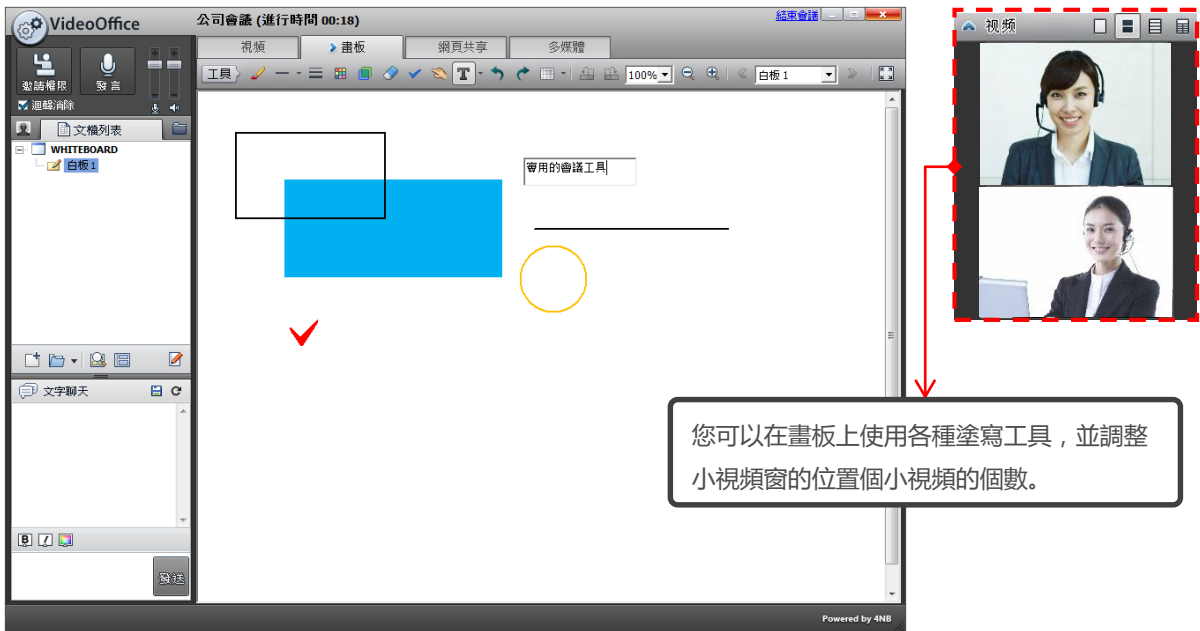 VideoOffice
公司會議 (進行時間 00:18)
結束會議
視頻
畫板
網頁共享
多媒體
邀請權限
發言
迴聲消除
工具
T
100%
白板 1
文檔列表
WHITEBOARD
白板 1
實用的會議工具
文字聊天
B I
發送
Powered by 4NB
视频
您可以在畫板上使用各種塗寫工具，並調整
小視頻窗的位置個小視頻的個數。